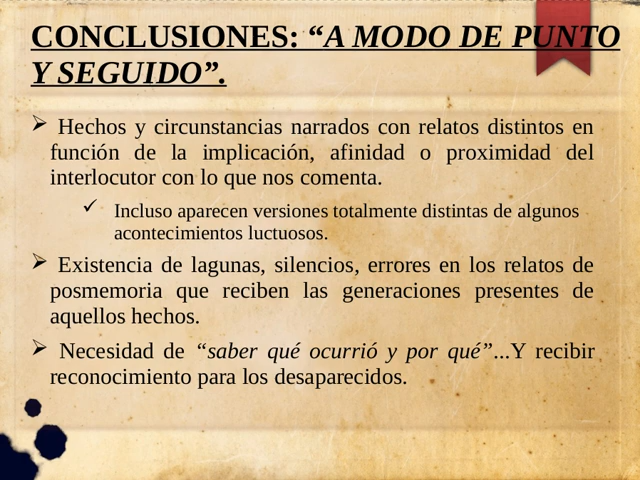 CONCLUSIONES: “A MODO DE PUNTO
Y SEGUIDO”.
➢ Hechos y circunstancias narrados con relatos distintos en
función de la implicación, afinidad o proximidad del
interlocutor con lo que nos comenta.
✓ Incluso aparecen versiones totalmente distintas de algunos
acontecimientos luctuosos.
➢ Existencia de lagunas, silencios, errores en los relatos de
posmemoria que reciben las generaciones presentes de
aquellos hechos.
➢ Necesidad de “saber qué ocurrió y por qué”...Y recibir
reconocimiento para los desaparecidos.